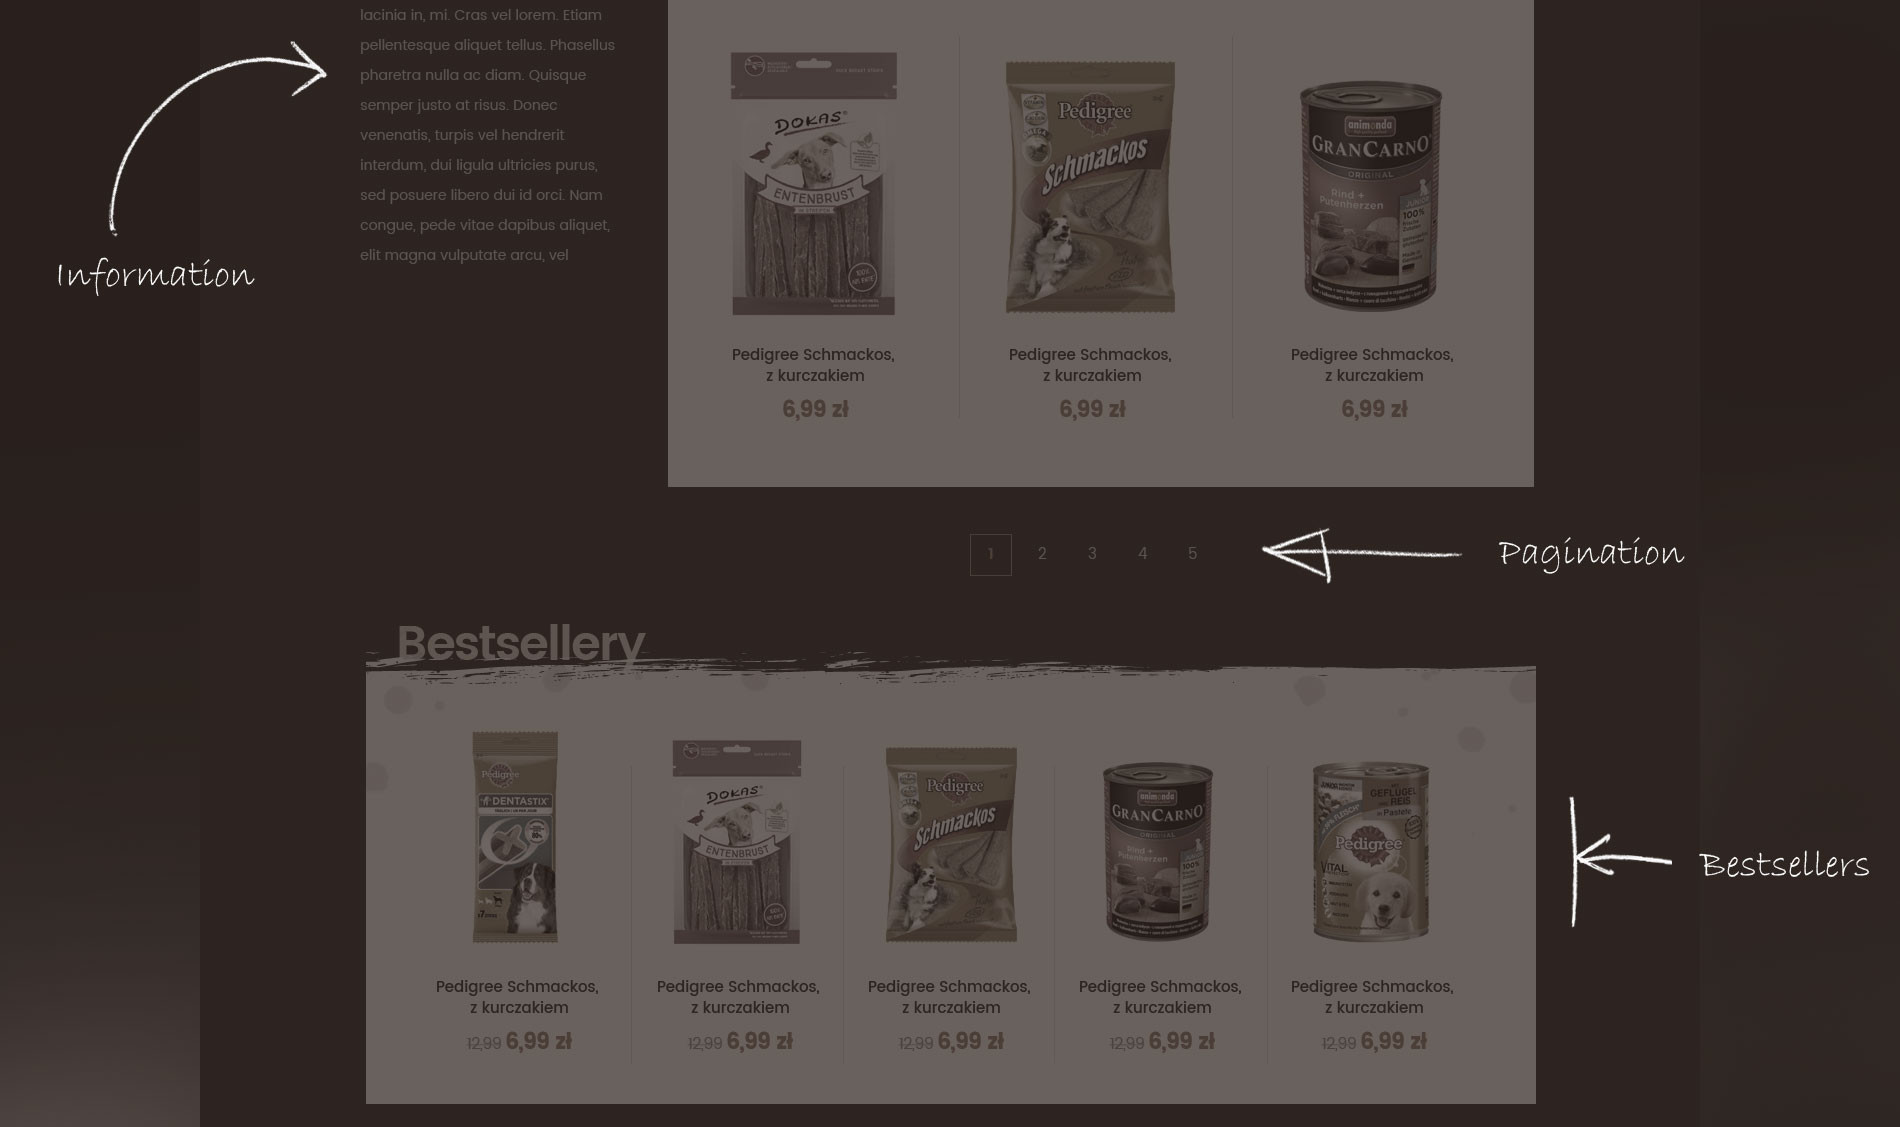 lacinia in, mi. Cras vel lorem. Etiam
pellentesque aliquet tellus. Phasellus
pharetra nulla ac diam. Quisque
semper justo at risus. Donec
venenatis, turpis vel hendrerit
interdum, dui ligula ultricies purus,
sed posuere libero dui id orci. Nam
congue, pede vitae dapibus aliquet,
elit magna vulputate arcu, vel
Information
DOKAS
ENTENBRUST
Pedigree
Schmackos
animonda
GRANCARNO
ORIGINAL
Rind +
Putenherzen
JUNIOR
100%
Pedigree Schmackos,
z kurczakiem
6,99 zł
Pedigree Schmackos,
z kurczakiem
6,99 zł
Pedigree Schmackos,
z kurczakiem
6,99 zł
1 2 3 4 5
Pagination
Bestsellery
Pedigree
DENTASTIX
DOKAS
ENTENBRUST
Pedigree
Schmackos
animonda
GRANCARNO
ORIGINAL
Rind +
Putenherzen
100%
GEFLÜGEL
REIS
in Pastete
Pedigree
VITAL
Bestsellers
Pedigree Schmackos,
z kurczakiem
12,99 6,99 zł
Pedigree Schmackos,
z kurczakiem
12,99 6,99 zł
Pedigree Schmackos,
z kurczakiem
12,99 6,99 zł
Pedigree Schmackos,
z kurczakiem
12,99 6,99 zł
Pedigree Schmackos,
z kurczakiem
12,99 6,99 zł